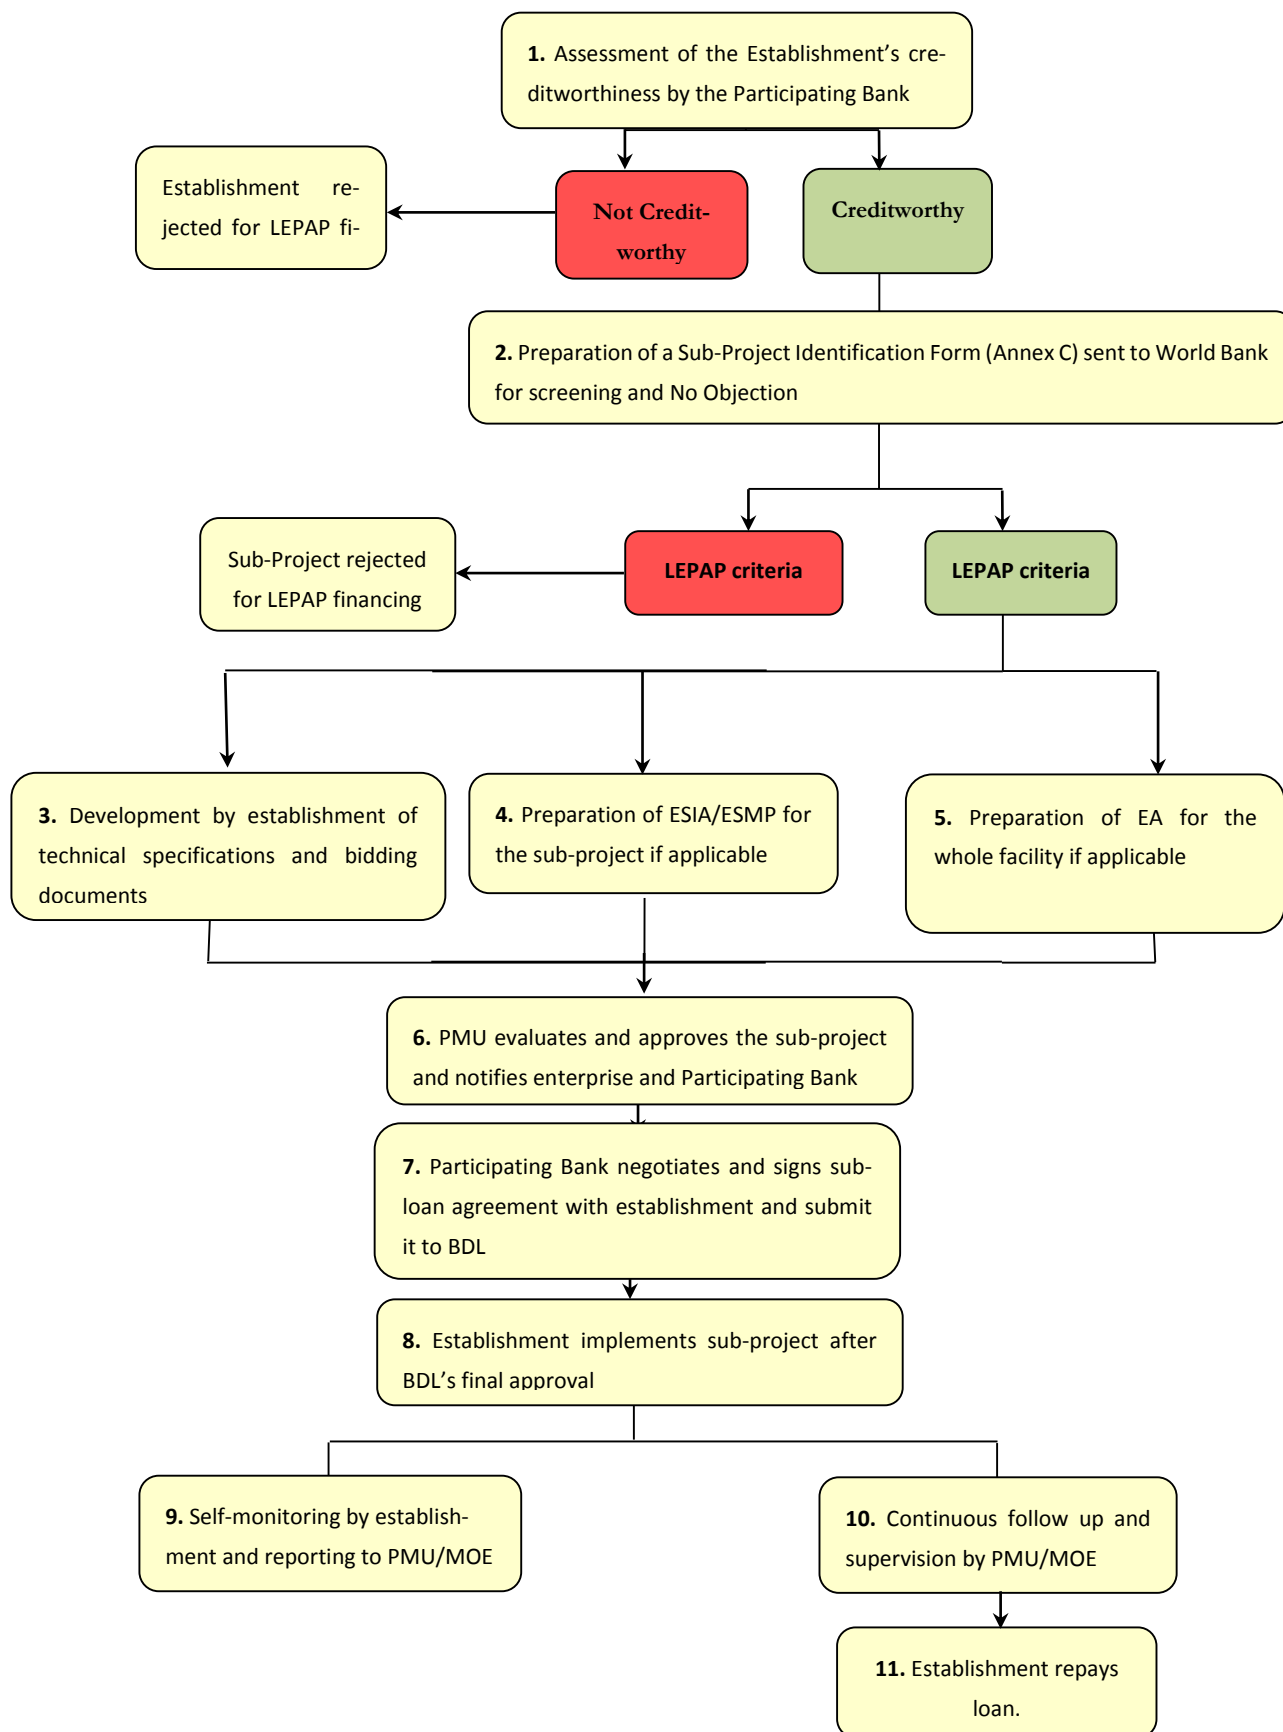 1. Assessment of the Establishment’s cre-
ditworthiness by the Participating Bank
Establishment re-
jected for LEPAP fi-
Not Credit-
worthy
Creditworthy
2. Preparation of a Sub-Project Identification Form (Annex C) sent to World Bank
for screening and No Objection
Sub-Project rejected
for LEPAP financing
LEPAP criteria
LEPAP criteria
3. Development by establishment of
technical specifications and bidding
documents
4. Preparation of ESIA/ESMP for
the sub-project if applicable
5. Preparation of EA for the
whole facility if applicable
6. PMU evaluates and approves the sub-project
and notifies enterprise and Participating Bank
7. Participating Bank negotiates and signs sub-
loan agreement with establishment and submit
it to BDL
8. Establishment implements sub-project after
BDL’s final approval
9. Self-monitoring by establish-
ment and reporting to PMU/MOE
10. Continuous follow up and
supervision by PMU/MOE
11. Establishment repays
loan.